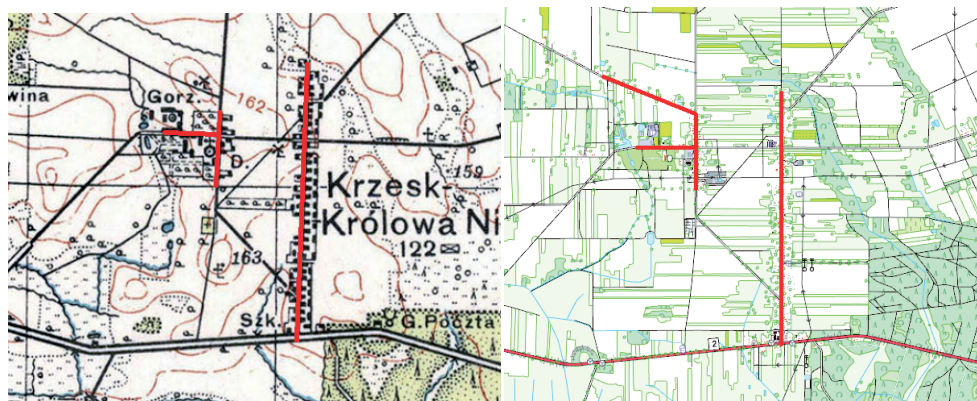 wina
Gorz.
162
D.
159
Krzesk-
Królowa Ni
122
163
Szk.
G. Poczta
2